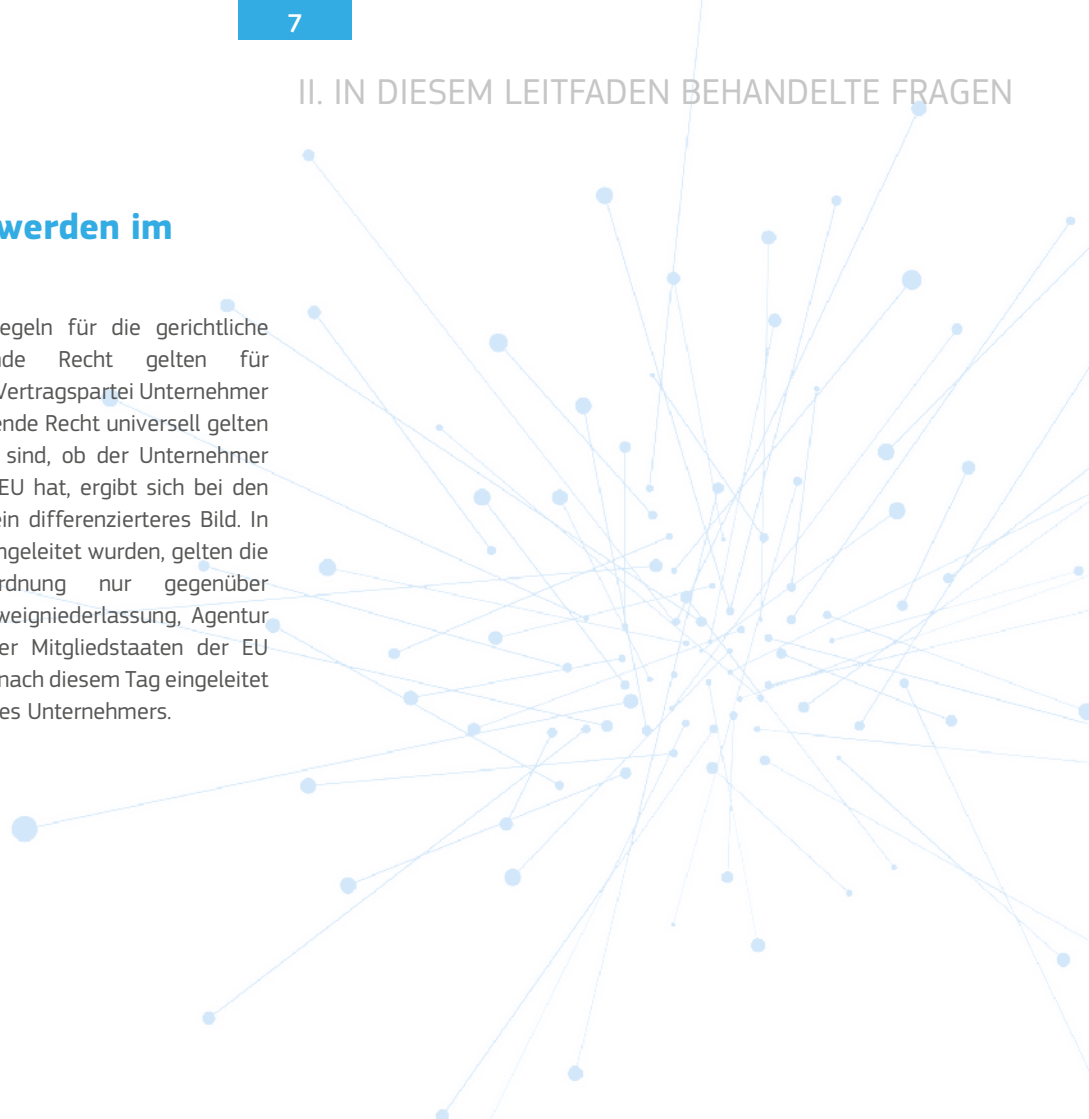 7
II. IN DIESEM LEITFADEN BEHANDELTE FRAGEN
werden im
egeln für die gerichtliche
de Recht gelten für
Vertragspartei Unternehmer
ende Recht universell gelten
sind, ob der Unternehmer
EU hat, ergibt sich bei den
ein differenzierteres Bild. In
ngeleitet wurden, gelten die
rdnung nur gegenüber
weigniederlassung, Agentur
er Mitgliedstaaten der EU
nach diesem Tag eingeleitet
es Unternehmers.